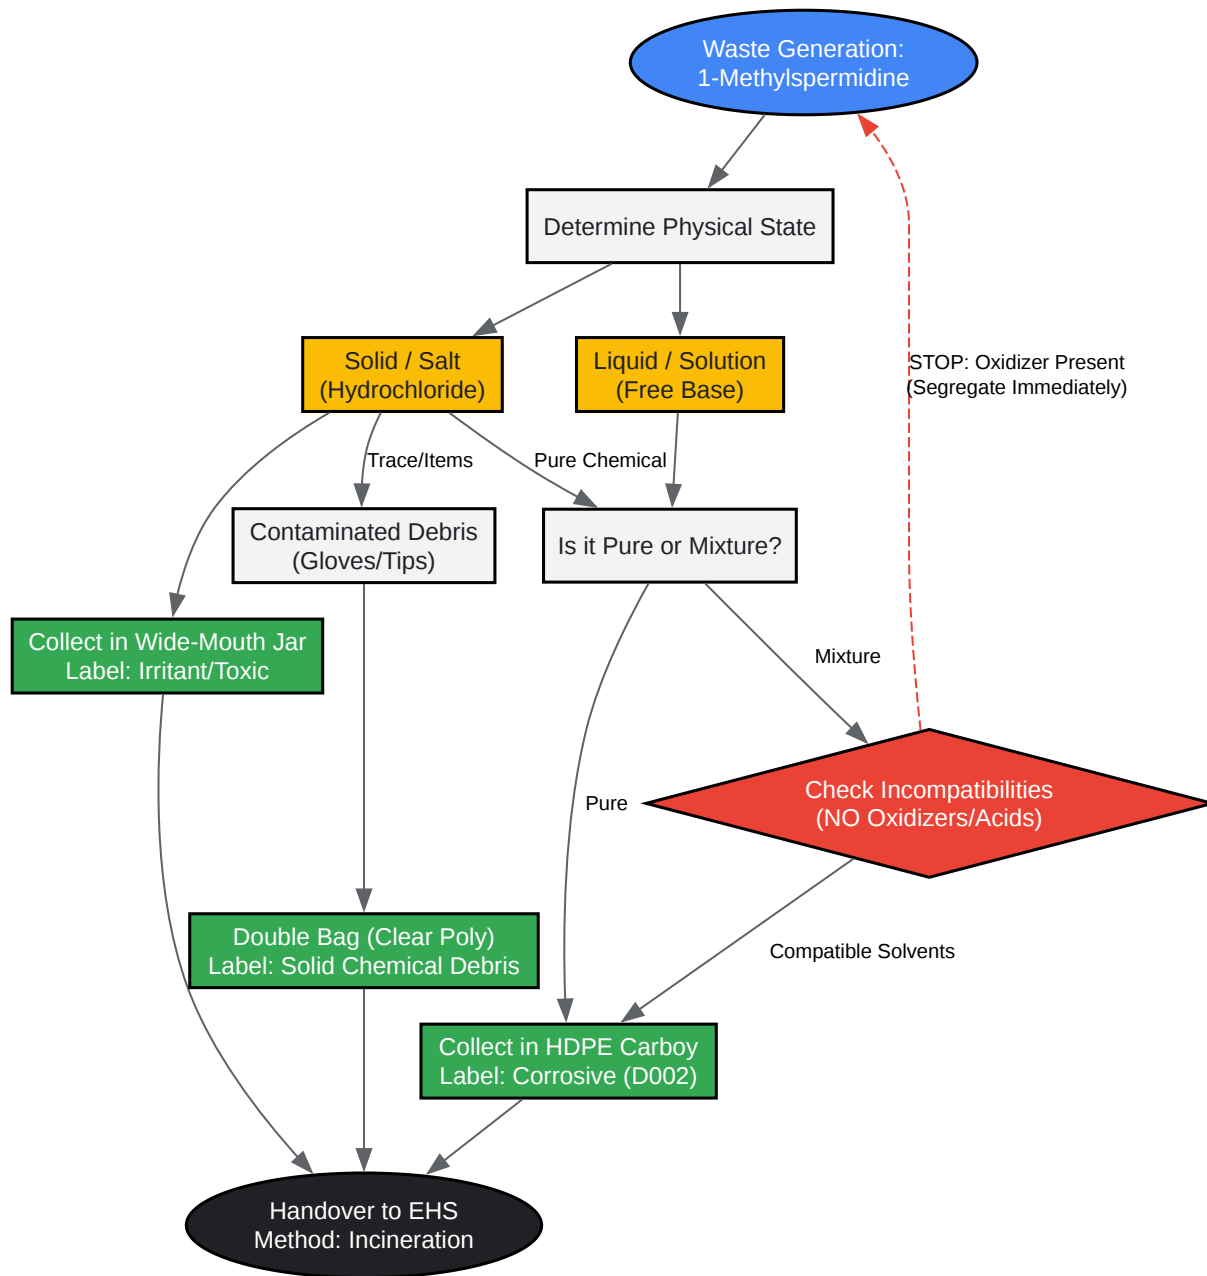 Waste Generation:
1-Methylspermidine
Determine Physical State
Solid / Salt
(Hydrochloride)
Liquid / Solution
(Free Base)
STOP: Oxidizer Present
(Segregate Immediately)
Trace/Items
Pure Chemical
Contaminated Debris
(Gloves/Tips)
Is it Pure or Mixture?
Collect in Wide-Mouth Jar
Label: Irritant/Toxic
Mixture
Pure
Check Incompatibilities
(NO Oxidizers/Acids)
Double Bag (Clear Poly)
Label: Solid Chemical Debris
Compatible Solvents
Collect in HDPE Carboy
Label: Corrosive (D002)
Handover to EHS
Method: Incineration